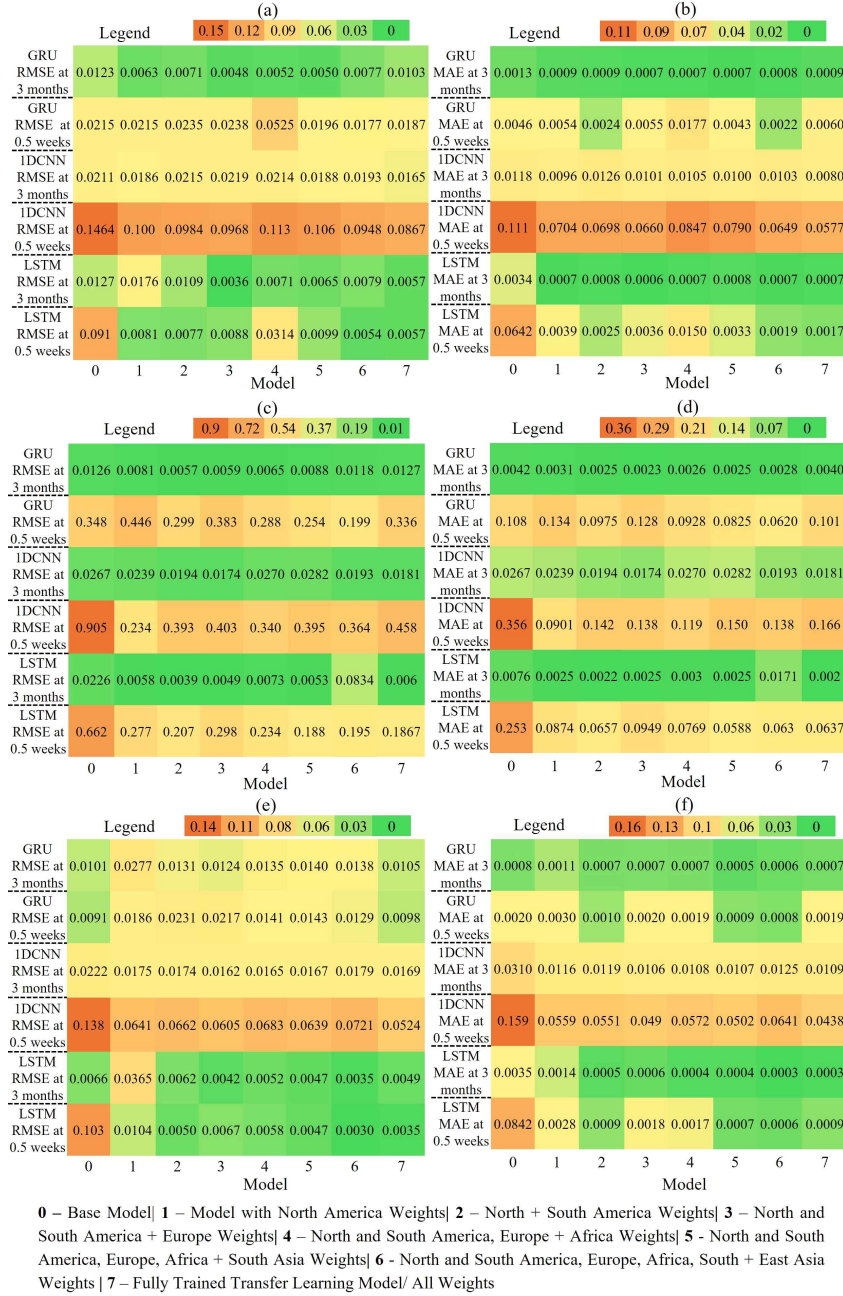 (a)
Legend 0.15 0.12 0.09 0.06 0.03 0
GRU
RMSE at 0.0123 0.0063 0.0071 0.0048 0.0052 0.0050 0.0077 0.0103
3 months
GRU
RMSE at 0.0215 0.0215 0.0235 0.0238 0.0525 0.0196 0.0177 0.0187
0.5 weeks
1DCNN
RMSE at 0.0211 0.0186 0.0215 0.0219 0.0214 0.0188 0.0193 0.0165
3 months
1DCNN
RMSE at 0.1464 0.100 0.0984 0.0968 0.113 0.106 0.0948 0.0867
0.5 weeks
LSTM
RMSE at 0.0127 0.0176 0.0109 0.0036 0.0071 0.0065 0.0079 0.0057
3 months
LSTM
RMSE at 0.091 0.0081 0.0077 0.0088 0.0314 0.0099 0.0054 0.0057
0.5 weeks
0 1 2 3 4 5 6 7
Model
(b)
Legend 0.11 0.09 0.07 0.04 0.02 0
GRU
MAE at 3 0.0013 0.0009 0.0009 0.0007 0.0007 0.0007 0.0008 0.0009
months
GRU
MAE at 0.0046 0.0054 0.0024 0.0055 0.0177 0.0043 0.0022 0.0060
0.5 weeks
1DCNN
MAE at 3 0.0118 0.0096 0.0126 0.0101 0.0105 0.0100 0.0103 0.0080
months
1DCNN
MAE at 0.111 0.0704 0.0698 0.0660 0.0847 0.0790 0.0649 0.0577
0.5 weeks
LSTM
MAE at 3 0.0034 0.0007 0.0008 0.0006 0.0007 0.0008 0.0007 0.0007
months
LSTM
MAE at 0.0642 0.0039 0.0025 0.0036 0.0150 0.0033 0.0019 0.0017
0.5 weeks
0 1 2 3 4 5 6 7
Model
(c)
Legend 0.9 0.72 0.54 0.37 0.19 0.01
GRU
RMSE at 0.0126 0.0081 0.0057 0.0059 0.0065 0.0088 0.0118 0.0127
3 months
GRU
RMSE at 0.348 0.446 0.299 0.383 0.288 0.254 0.199 0.336
0.5 weeks
1DCNN
RMSE at 0.0267 0.0239 0.0194 0.0174 0.0270 0.0282 0.0193 0.0181
3 months
1DCNN
RMSE at 0.905 0.234 0.393 0.403 0.340 0.395 0.364 0.458
0.5 weeks
LSTM
RMSE at 0.0226 0.0058 0.0039 0.0049 0.0073 0.0053 0.0834 0.006
3 months
LSTM
RMSE at 0.662 0.277 0.207 0.298 0.234 0.188 0.195 0.1867
0.5 weeks
0 1 2 3 4 5 6 7
Model
(d)
Legend 0.36 0.29 0.21 0.14 0.07 0
GRU
MAE at 3 0.0042 0.0031 0.0025 0.0023 0.0026 0.0025 0.0028 0.0040
months
GRU
MAE at 0.108 0.134 0.0975 0.128 0.0928 0.0825 0.0620 0.101
0.5 weeks
1DCNN
MAE at 3 0.0267 0.0239 0.0194 0.0174 0.0270 0.0282 0.0193 0.0181
months
1DCNN
MAE at 0.356 0.0901 0.142 0.138 0.119 0.150 0.138 0.166
0.5 weeks
LSTM
MAE at 3 0.0076 0.0025 0.0022 0.0025 0.003 0.0025 0.0171 0.002
months
LSTM
MAE at 0.253 0.0874 0.0657 0.0949 0.0769 0.0588 0.063 0.0637
0.5 weeks
0 1 2 3 4 5 6 7
Model
(e)
Legend 0.14 0.11 0.08 0.06 0.03 0
GRU
RMSE at 0.0101 0.0277 0.0131 0.0124 0.0135 0.0140 0.0138 0.0105
3 months
GRU
RMSE at 0.0091 0.0186 0.0231 0.0217 0.0141 0.0143 0.0129 0.0098
0.5 weeks
1DCNN
RMSE at 0.0222 0.0175 0.0174 0.0162 0.0165 0.0167 0.0179 0.0169
3 months
1DCNN
RMSE at 0.138 0.0641 0.0662 0.0605 0.0683 0.0639 0.0721 0.0524
0.5 weeks
LSTM
RMSE at 0.0066 0.0365 0.0062 0.0042 0.0052 0.0047 0.0035 0.0049
3 months
LSTM
RMSE at 0.103 0.0104 0.0050 0.0067 0.0058 0.0047 0.0030 0.0035
0.5 weeks
0 1 2 3 4 5 6 7
Model
(f)
Legend 0.16 0.13 0.1 0.06 0.03 0
GRU
MAE at 3 0.0008 0.0011 0.0007 0.0007 0.0007 0.0005 0.0006 0.0007
months
GRU
MAE at 0.0020 0.0030 0.0010 0.0020 0.0019 0.0009 0.0008 0.0019
0.5 weeks
1DCNN
MAE at 3 0.0310 0.0116 0.0119 0.0106 0.0108 0.0107 0.0125 0.0109
months
1DCNN
MAE at 0.159 0.0559 0.0551 0.049 0.0572 0.0502 0.0641 0.0438
0.5 weeks
LSTM
MAE at 3 0.0035 0.0014 0.0005 0.0006 0.0004 0.0004 0.0003 0.0003
months
LSTM
MAE at 0.0842 0.0028 0.0009 0.0018 0.0017 0.0007 0.0006 0.0009
0.5 weeks
0 1 2 3 4 5 6 7
Model
0 – Base Model| 1 – Model with North America Weights| 2 – North + South America Weights| 3 – North and
South America + Europe Weights| 4 – North and South America, Europe + Africa Weights| 5 - North and South
America, Europe, Africa + South Asia Weights| 6 - North and South America, Europe, Africa, South + East Asia
Weights | 7 – Fully Trained Transfer Learning Model/ All Weights